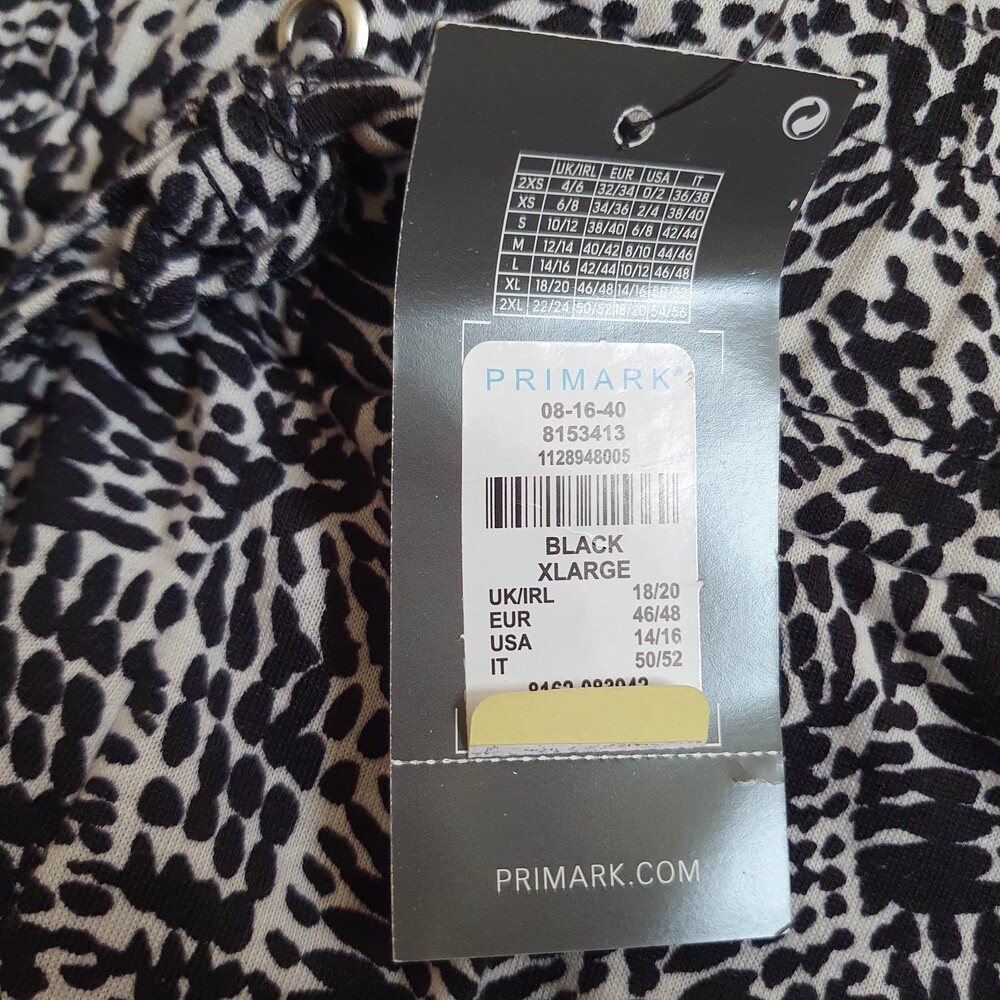 UK/IRL EUR USA IT
2XS 4/6 32/34 0/2 36/38
XS 6/8 34/36 2/4 38/40
S 10/12 38/40 6/8 42/44
M 12/14 40/42 8/10 44/46
L 14/16 42/44 10/12 46/48
XL 18/20 46/48 14/16 50/52
2XL 22/24 50/52 18/20 54/56
PRIMARK®
08-16-40
8153413
1128948005
BLACK
XLARGE
UK/IRL 18/20
EUR 46/48
USA 14/16
IT 50/52
PRIMARK.COM